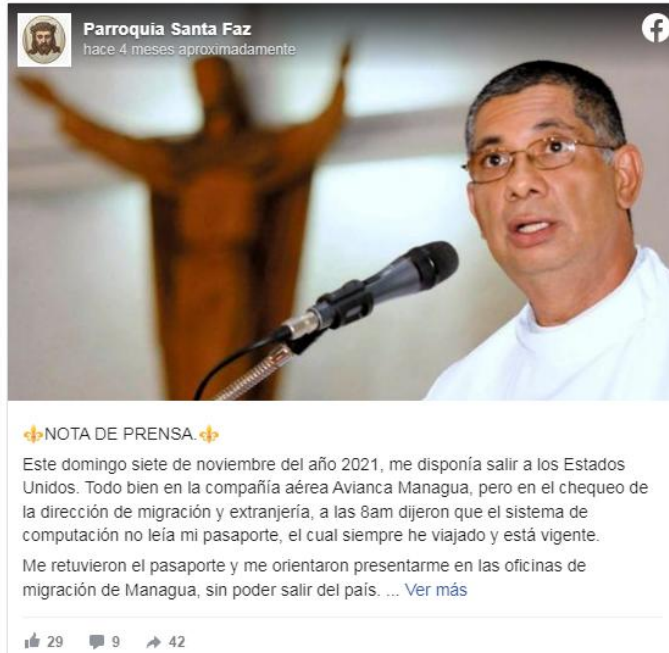 Parroquia Santa Faz
hace 4 meses aproximadamente
⚜️NOTA DE PRENSA.⚜️
Este domingo siete de noviembre del año 2021, me disponía salir a los Estados
Unidos. Todo bien en la compañía aérea Avianca Managua, pero en el chequeo de
la dirección de migración y extranjería, a las 8am dijeron que el sistema de
computación no leía mi pasaporte, el cual siempre he viajado y está vigente.
Me retuvieron el pasaporte y me orientaron presentarme en las oficinas de
migración de Managua, sin poder salir del país. ... Ver más
29 9 42